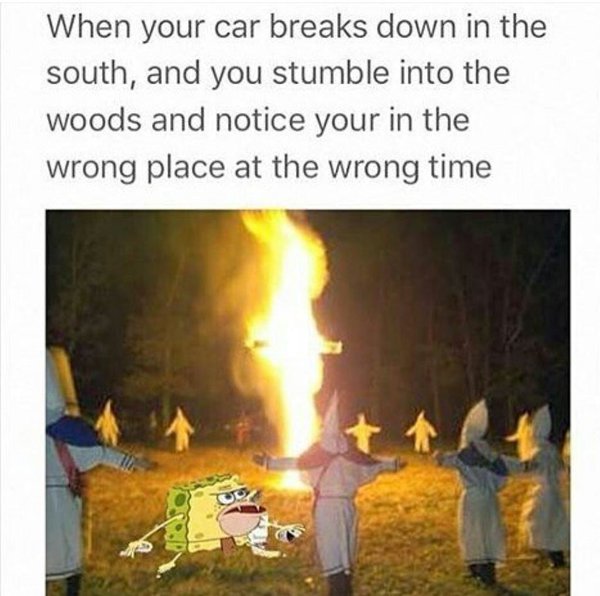 When your car breaks down in the
south, and you stumble into the
woods and notice your in the
wrong place at the wrong time